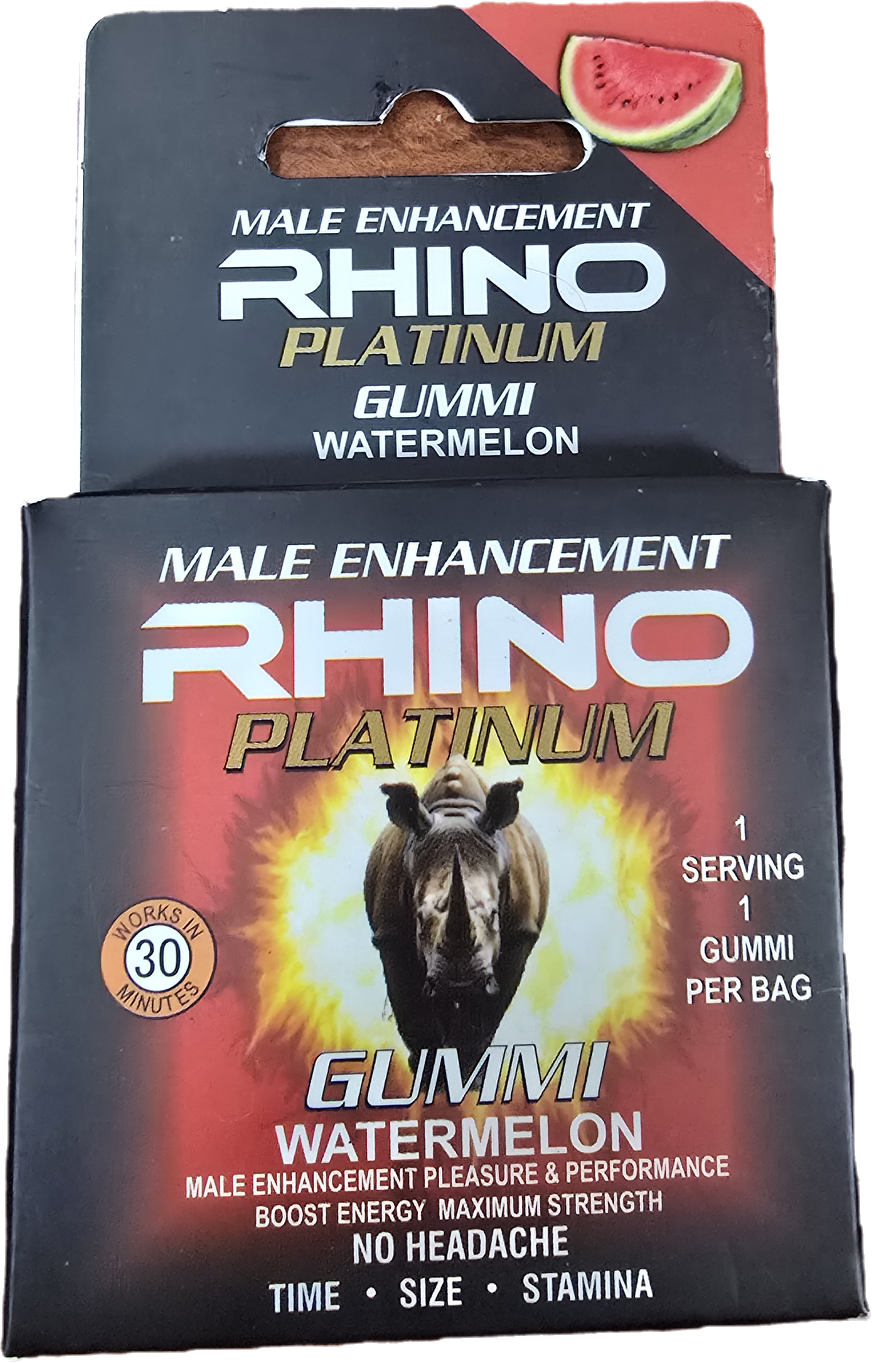 MALE ENHANCEMENT
RHINO
PLATINUM
GUMMI
WATERMELON
MALE ENHANCEMENT
RHINO
PLATINUM
1
SERVING
1
GUMMI
PER BAG
WORKS IN
30
MINUTES
GUMMI
WATERMELON
MALE ENHANCEMENT PLEASURE & PERFORMANCE
BOOST ENERGY MAXIMUM STRENGTH
NO HEADACHE
TIME • SIZE • STAMINA